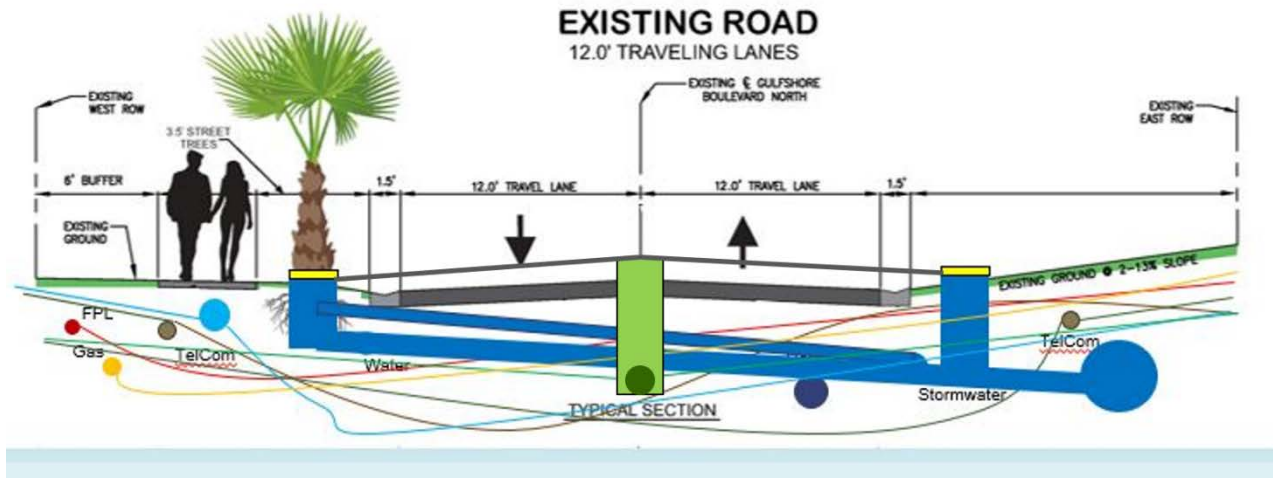 EXISTING ROAD
12.0' TRAVELING LANES
EXISTING
WEST ROW
3.5' STREET
TREES
EXISTING ℄ GULFSHORE
BOULEVARD NORTH
EXISTING
EAST ROW
6' BUFFER
1.5'
12.0' TRAVEL LANE
12.0' TRAVEL LANE
1.5'
EXISTING
GROUND
EXISTING GROUND @ 2-13% SLOPE
FPL
Gas
TelCom
Water
TelCom
Stormwater
TYPICAL SECTION